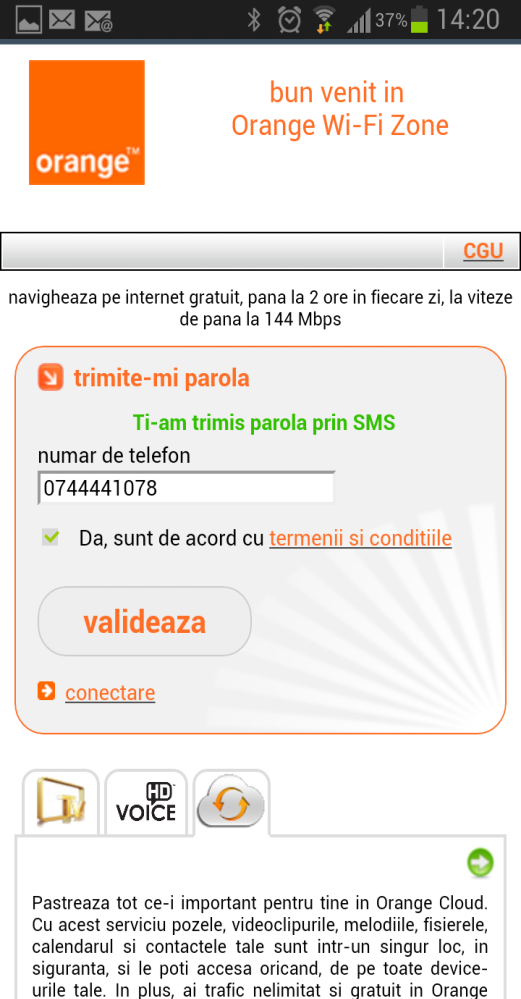 37% 14:20
bun venit in
Orange Wi-Fi Zone
orange™
CGU
navigheaza pe internet gratuit, pana la 2 ore in fiecare zi, la viteze
de pana la 144 Mbps
trimite-mi parola
Ti-am trimis parola prin SMS
numar de telefon
0744441078
Da, sunt de acord cu termenii si conditiile
valideaza
conectare
TV
HD
VOICE
Pastreaza tot ce-i important pentru tine in Orange Cloud.
Cu acest serviciu pozele, videoclipurile, melodiile, fisierele,
calendarul si contactele tale sunt intr-un singur loc, in
siguranta, si le poti accesa oricand, de pe toate device-
urile tale. In plus, ai trafic nelimitat si gratuit in Orange